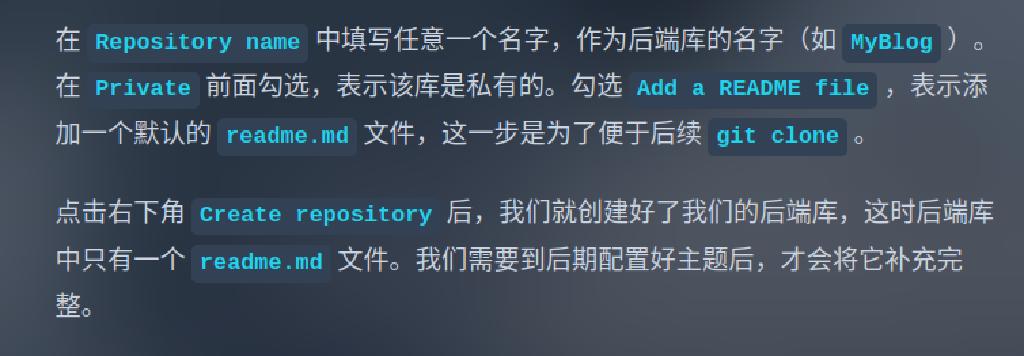 在 Repository name 中填写任意一个名字，作为后端库的名字（如 MyBlog ）。
在 Private 前面勾选，表示该库是私有的。勾选 Add a README file ，表示添
加一个默认的 readme.md 文件，这一步是为了便于后续 git clone 。
点击右下角 Create repository 后，我们就创建好了我们的后端库，这时后端库
中只有一个 readme.md 文件。我们需要到后期配置好主题后，才会将它补充完
整。